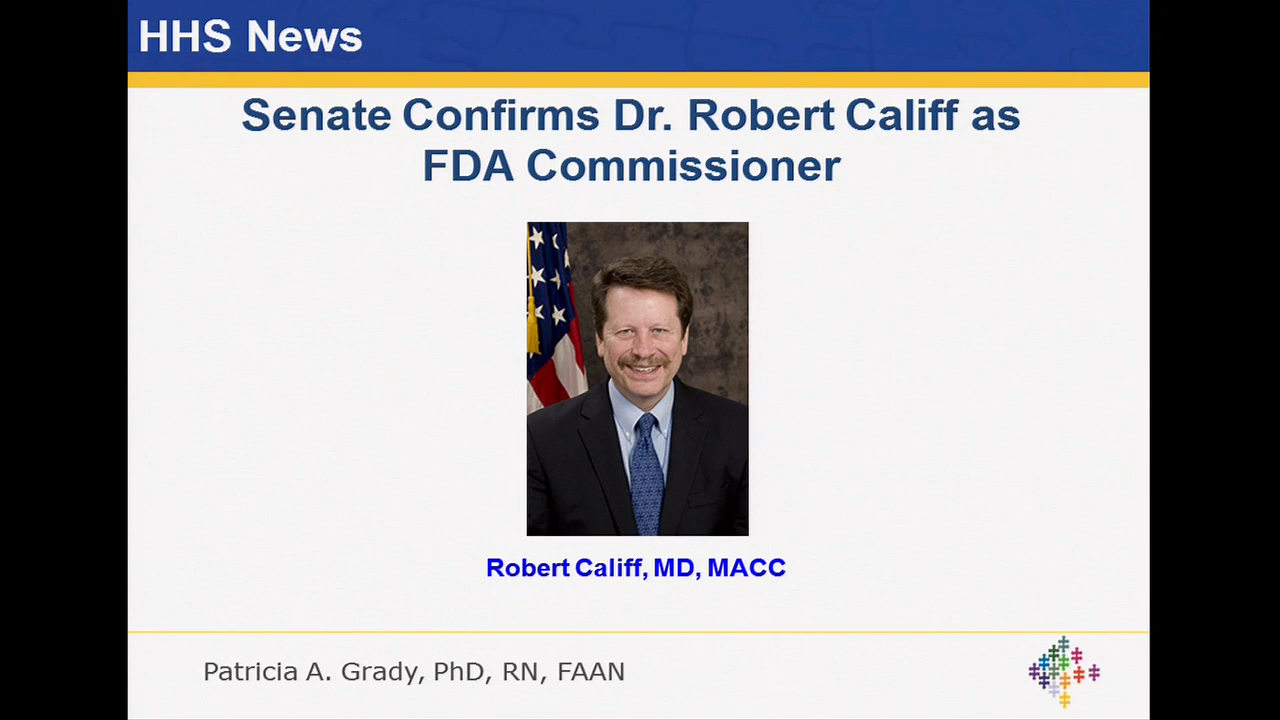 HHS News
Senate Confirms Dr. Robert Califf as
FDA Commissioner
Robert Califf, MD, MACC
Patricia A. Grady, PhD, RN, FAAN